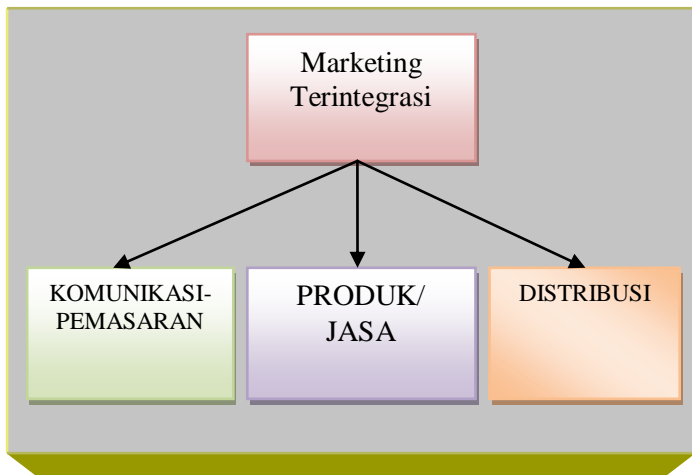 Marketing
Terintegrasi
KOMUNIKASI-
PEMASARAN
PRODUK/
JASA
DISTRIBUSI